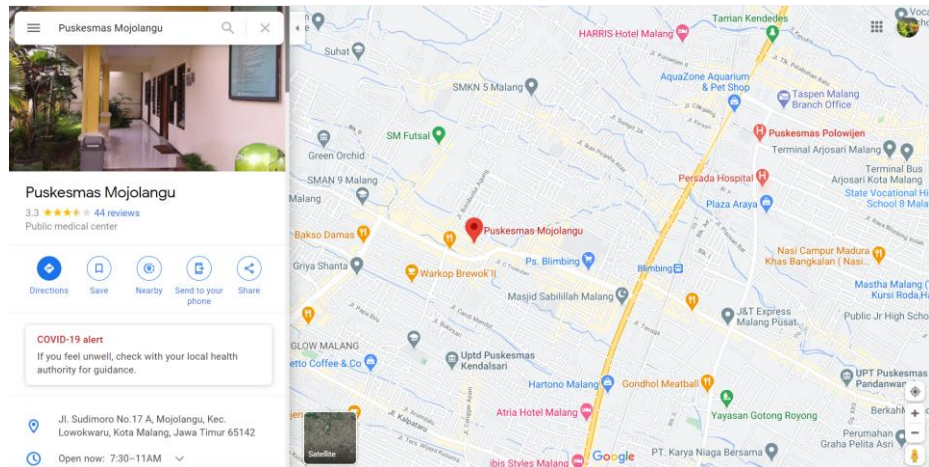 Puskesmas Mojolangu
Puskesmas Mojolangu
3.3
44 reviews
Public medical center
Directions
Save
Nearby
Send to your
phone
Share
COVID-19 alert
If you feel unwell, check with your local health
authority for guidance.
Jl. Sudimoro No.17 A, Mojolangu, Kec.
Lowokwaru, Kota Malang, Jawa Timur 65142
Open now: 7:30–11AM
Taman Kendedes
HARRIS Hotel Malang
Suhat
SMKN 5 Malang
AquaZone Aquarium
& Pet Shop
Taspen Malang
Branch Office
SM Futsal
Puskesmas Polowijen
Green Orchid
Terminal Arjosari Malang
Terminal Bus
Arjosari Kota Malang
SMAN 9 Malang
Malang
Persada Hospital
State Vocational Hi
School 8 Mala
Plaza Araya
Puskesmas Mojolangu
Bakso Damas
Nasi Campur Madura
Khas Bangkalan ( Nasi...
Ps. Blimbing
Griya Shanta
Blimbing
Warkop Brewok II
Mastha Malang (
Kursi Roda,Ha
Masjid Sabilillah Malang
J&T Express
Malang Pusat
Public Jr High Scho
GLOW MALANG
etto Coffee & Co
Uptd Puskesmas
Kendalsari
UPT Puskesmas
Pandanwan
Hartono Malang
Gondhol Meatball
Atria Hotel Malang
Yayasan Gotong Royong
Jl. Kalpataru
Satellite
Perumahan
Graha Pelita Asri
PT. Karya Niaga Bersama
ibis Styles Malang
Google